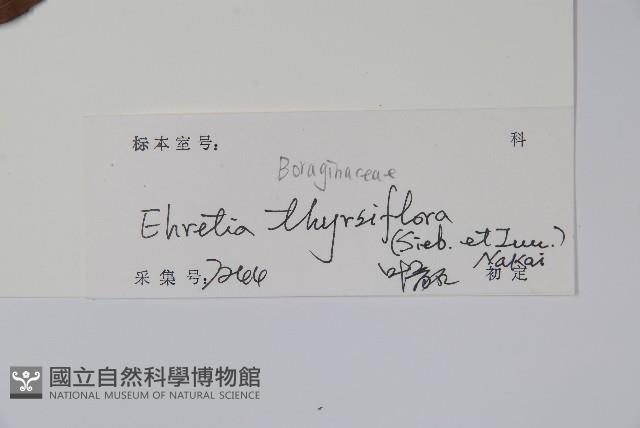 标本室号: 科
Boraginaceae
Ehretia thyrsiflora
(Sieb. et Zuu.)
Nakai
采集号: 7266 初定
國立自然科學博物館
NATIONAL MUSEUM OF NATURAL SCIENCE